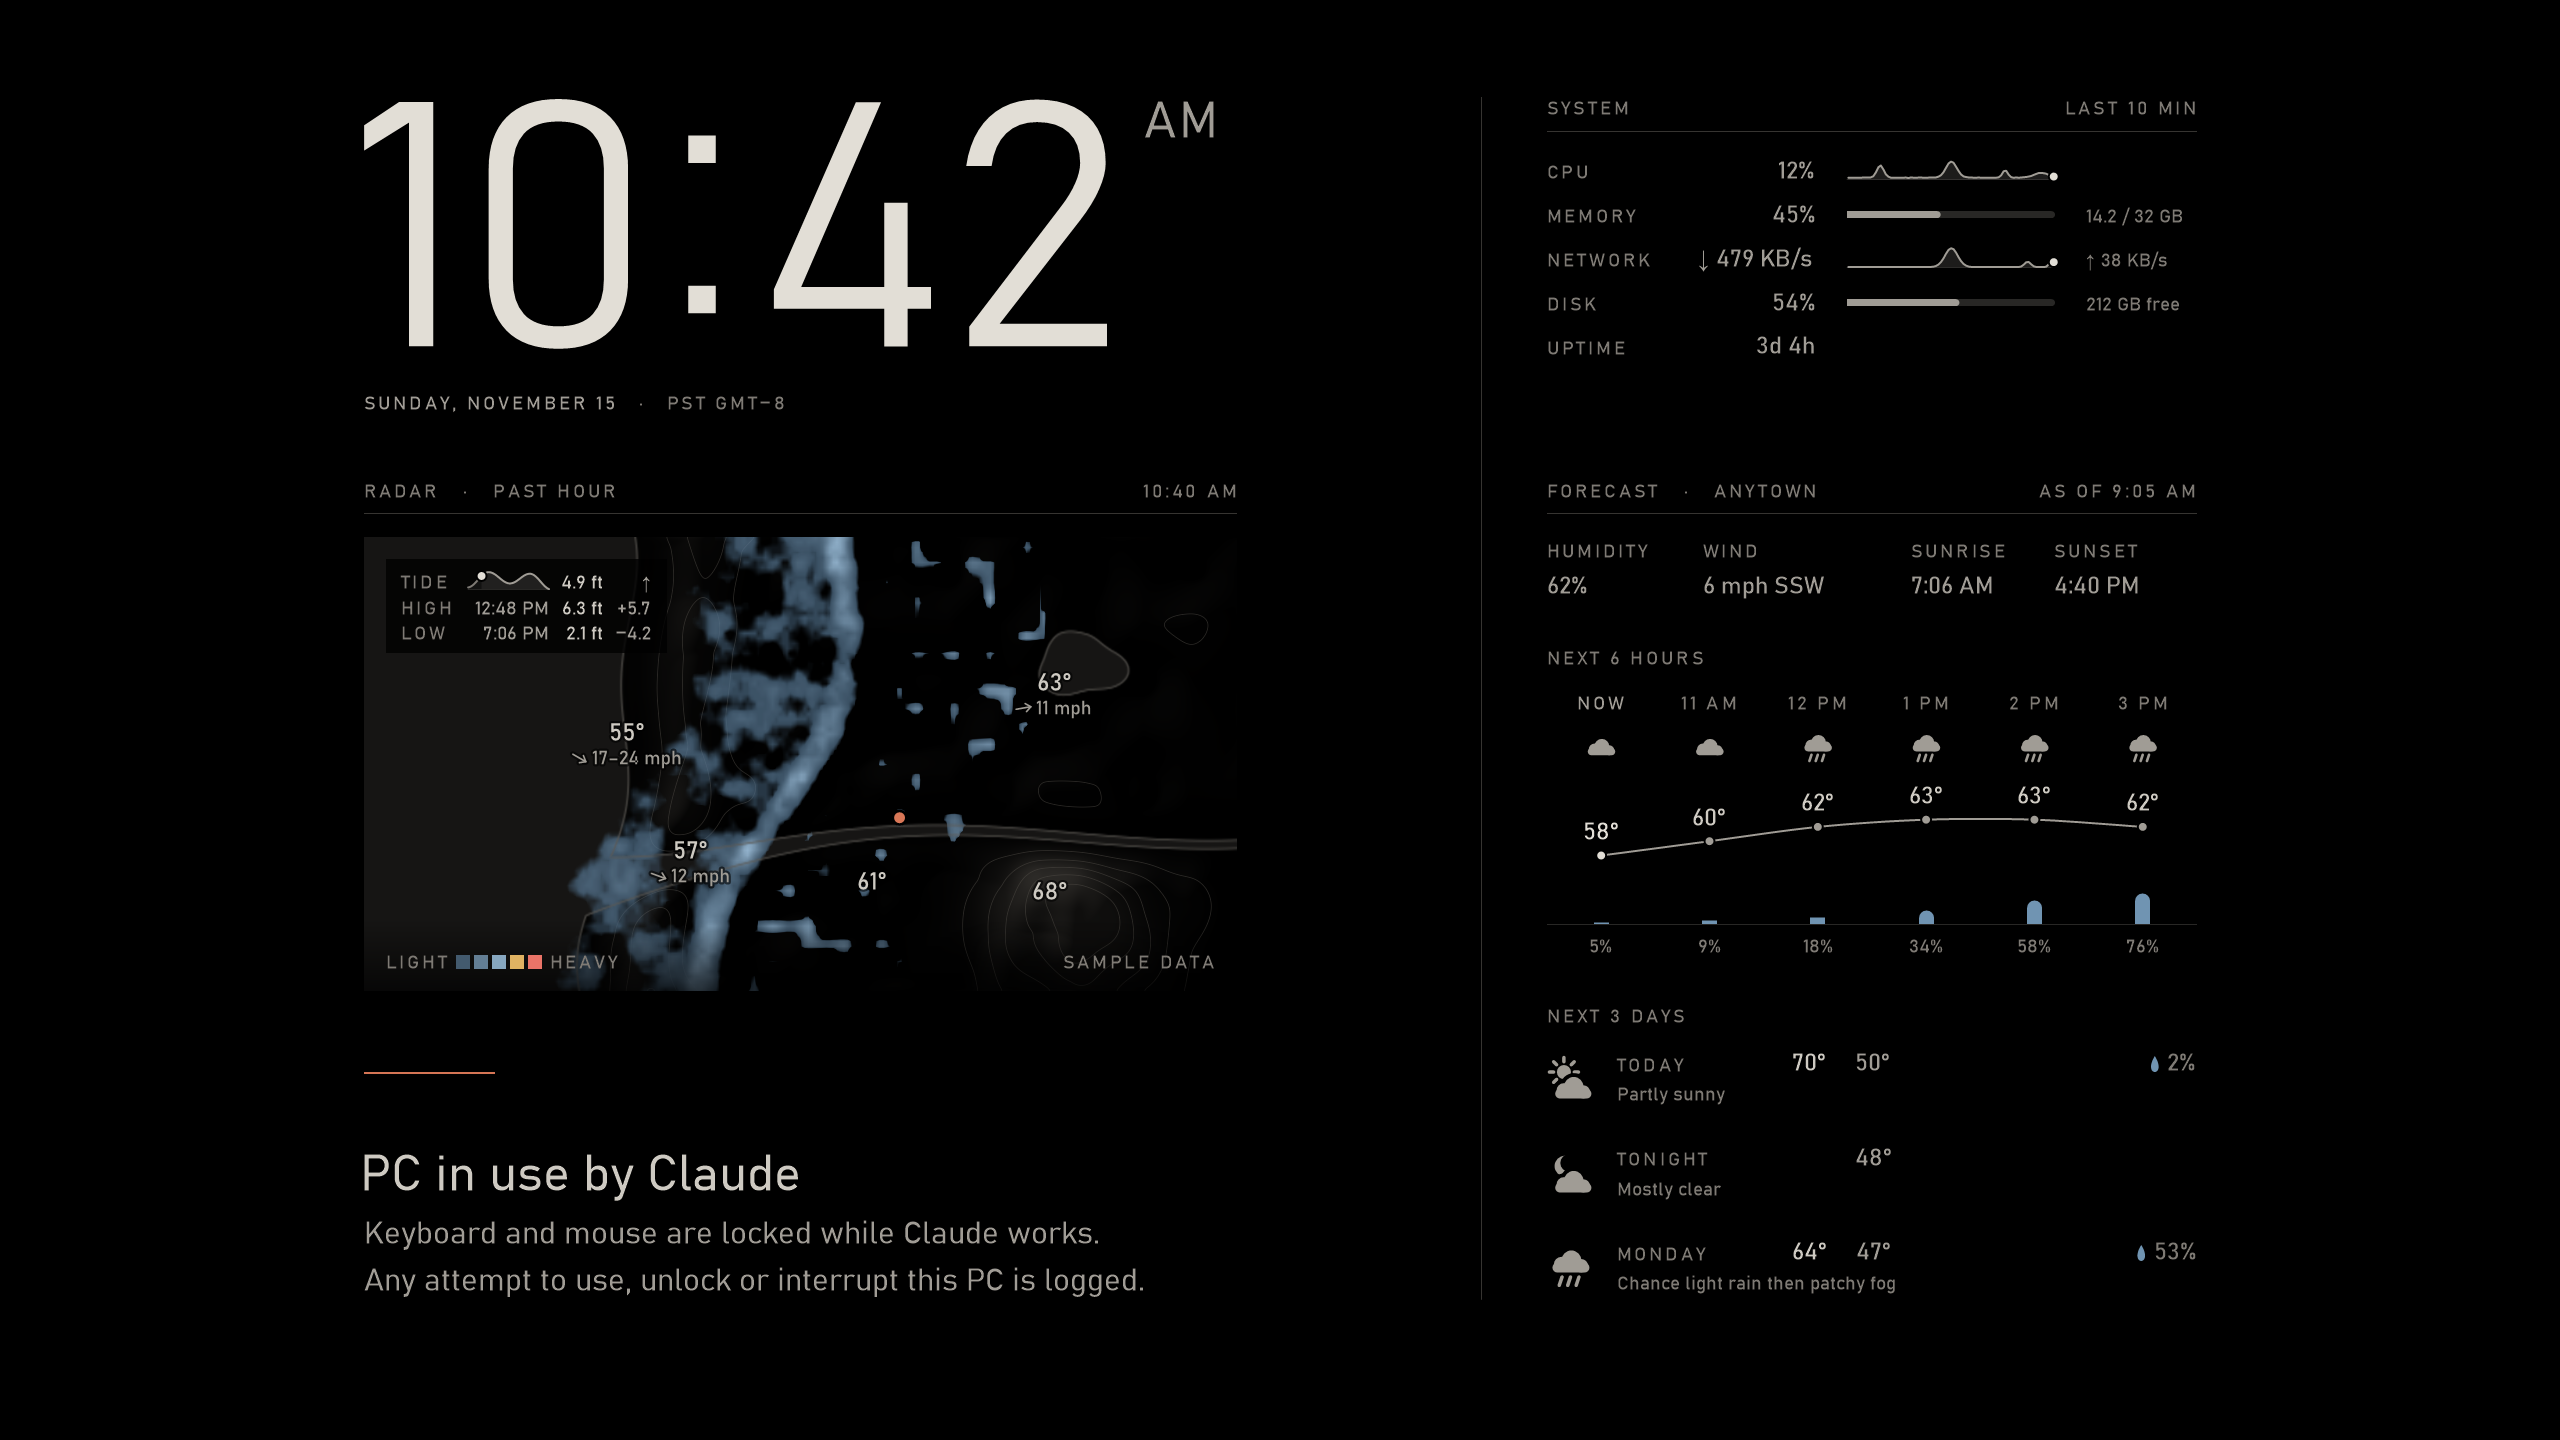 10:42 AM
SUNDAY, NOVEMBER 15 · PST GMT−8
RADAR · PAST HOUR 10:40 AM
TIDE 4.9 ft ↑
HIGH 12:48 PM 6.3 ft +5.7
LOW 7:06 PM 2.1 ft −4.2
63°
→ 11 mph
55°
17–24 mph
57°
12 mph
61°
68°
LIGHT HEAVY
SAMPLE DATA
PC in use by Claude
Keyboard and mouse are locked while Claude works.
Any attempt to use, unlock or interrupt this PC is logged.
SYSTEM LAST 10 MIN
CPU 12%
MEMORY 45% 14.2 / 32 GB
NETWORK ↓ 479 KB/s ↑ 38 KB/s
DISK 54% 212 GB free
UPTIME 3d 4h
FORECAST · ANYTOWN AS OF 9:05 AM
HUMIDITY WIND SUNRISE SUNSET
62% 6 mph SSW 7:06 AM 4:40 PM
NEXT 6 HOURS
NOW 11 AM 12 PM 1 PM 2 PM 3 PM
58° 60° 62° 63° 63° 62°
5% 9% 18% 34% 58% 76%
NEXT 3 DAYS
TODAY 70° 50° 2%
Partly sunny
TONIGHT 48°
Mostly clear
MONDAY 64° 47° 53%
Chance light rain then patchy fog